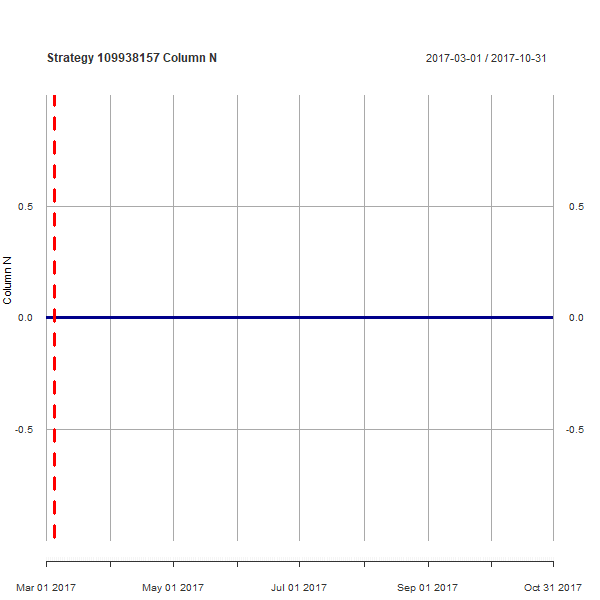 Strategy 109938157 Column N
2017-03-01 / 2017-10-31
0.5
0.5
Column N
0.0
0.0
-0.5
-0.5
Mar 01 2017
May 01 2017
Jul 01 2017
Sep 01 2017
Oct 31 2017